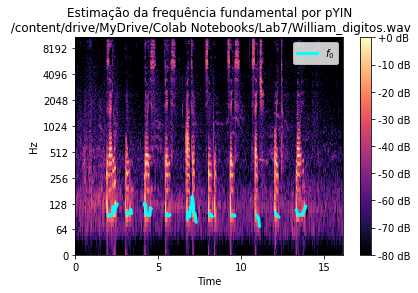 Estimação da frequência fundamental por pYIN
/content/drive/MyDrive/Colab Notebooks/Lab7/William_digitos.wav
f0
8192
4096
2048
1024
512
256
128
64
0
Hz
0
5
10
15
Time
+0 dB
-10 dB
-20 dB
-30 dB
-40 dB
-50 dB
-60 dB
-70 dB
-80 dB